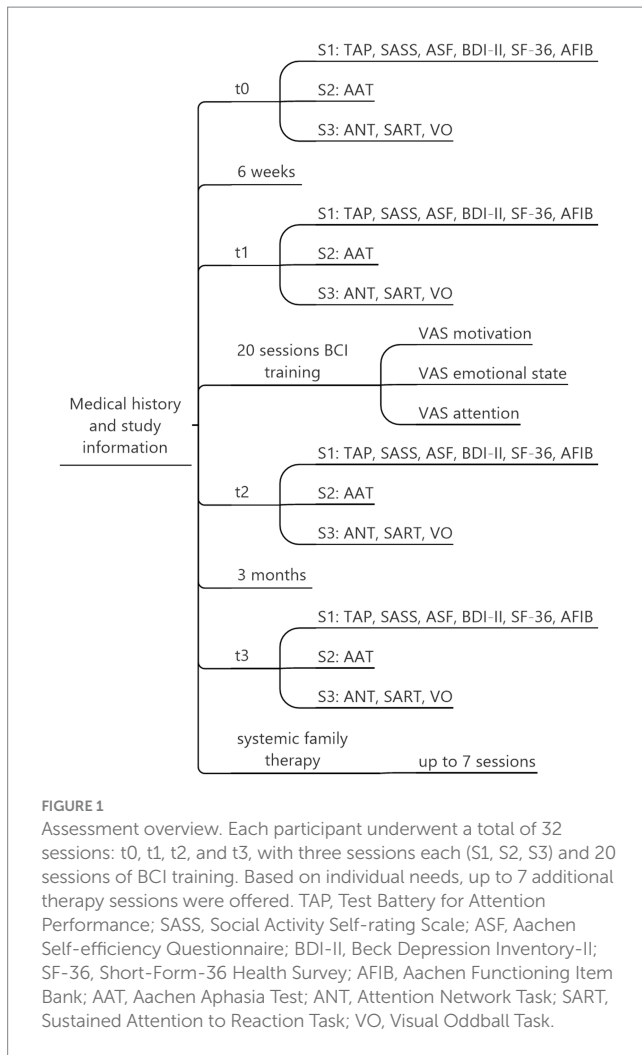 S1: TAP, SASS, ASF, BDI-II, SF-36, AFIB
t0
S2: AAT
S3: ANT, SART, VO
6 weeks
S1: TAP, SASS, ASF, BDI-II, SF-36, AFIB
t1
S2: AAT
S3: ANT, SART, VO
20 sessions BCI
training
VAS motivation
VAS emotional state
VAS attention
Medical history
and study
information
S1: TAP, SASS, ASF, BDI-II, SF-36, AFIB
t2
S2: AAT
S3: ANT, SART, VO
3 months
S1: TAP, SASS, ASF, BDI-II, SF-36, AFIB
t3
S2: AAT
S3: ANT, SART, VO
systemic family
therapy
up to 7 sessions
FIGURE 1
Assessment overview. Each participant underwent a total of 32
sessions: t0, t1, t2, and t3, with three sessions each (S1, S2, S3) and 20
sessions of BCI training. Based on individual needs, up to 7 additional
therapy sessions were offered. TAP, Test Battery for Attention
Performance; SASS, Social Activity Self-rating Scale; ASF, Aachen
Self-efficiency Questionnaire; BDI-II, Beck Depression Inventory-II;
SF-36, Short-Form-36 Health Survey; AFIB, Aachen Functioning Item
Bank; AAT, Aachen Aphasia Test; ANT, Attention Network Task; SART,
Sustained Attention to Reaction Task; VO, Visual Oddball Task.